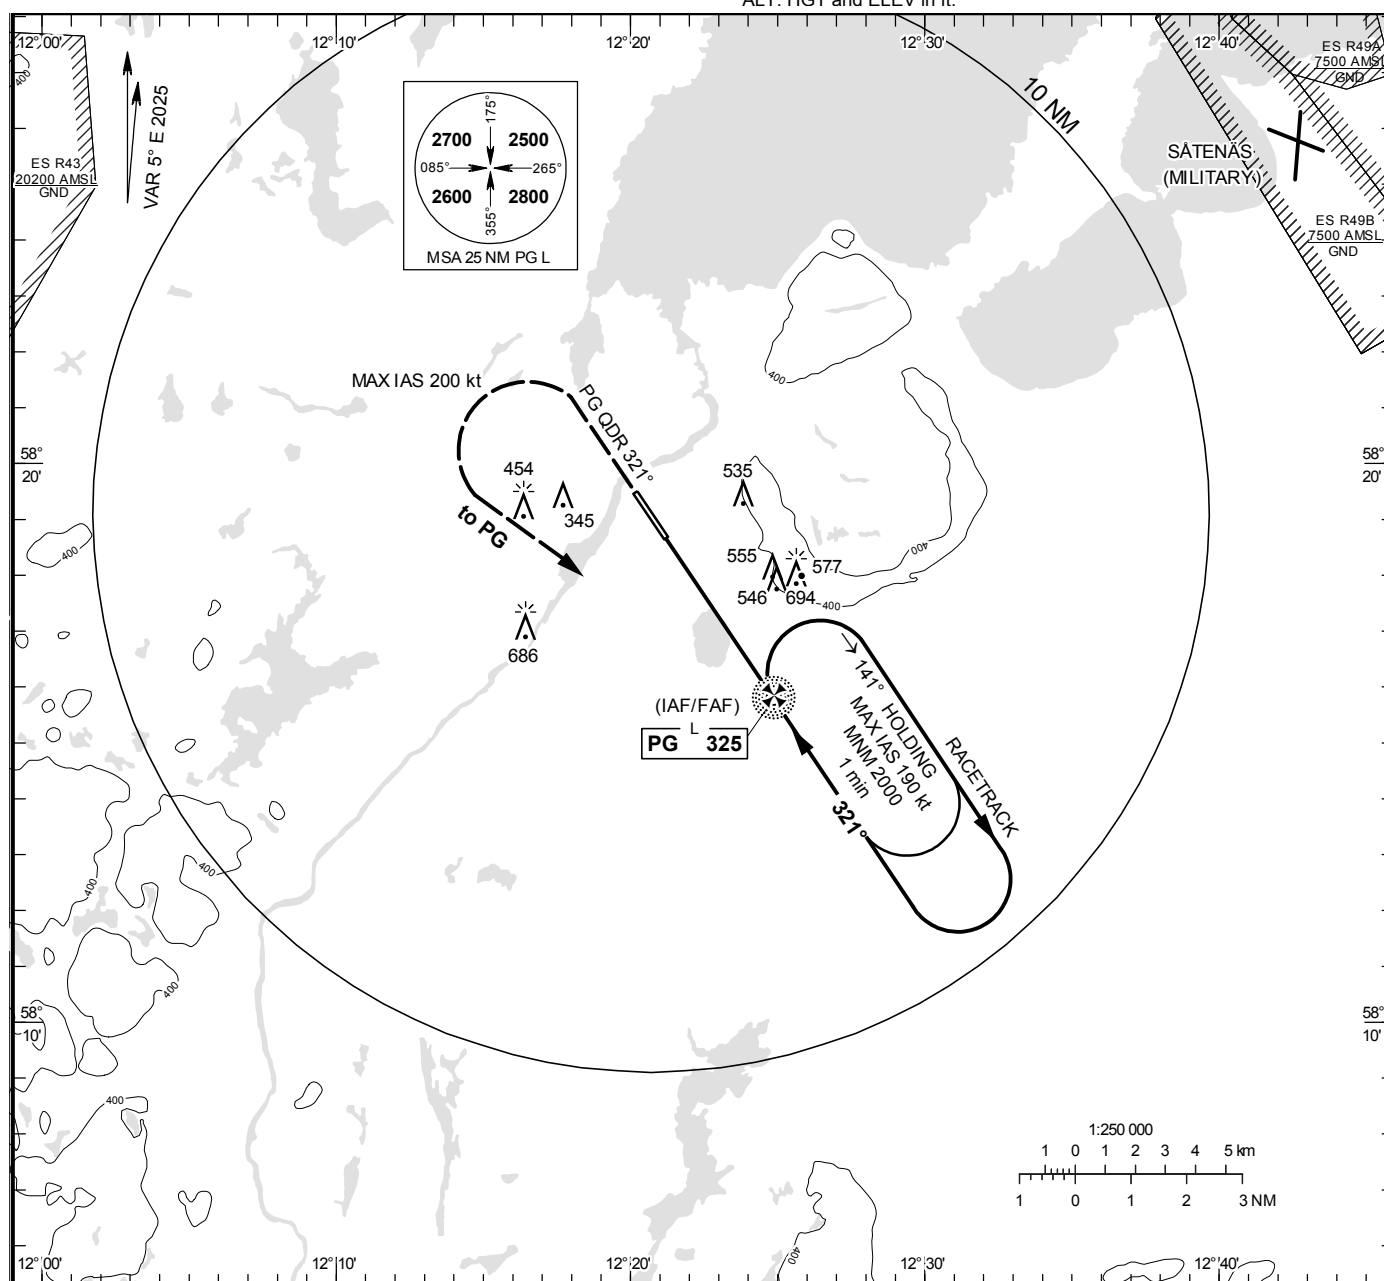 ALT. HGT and ELEV in ft.
12°00'
12°10'
12°20'
12°30'
12°40'
400
VAR 5° E 2025
ES R43
20200 AMSL
GND
175°
2700
2500
085°
265°
2600
2800
355°
MSA 25 NM PG L
10 NM
ES R49A
7500 AMSL
GND
SÅTENÄS
(MILITARY)
ES R49B
7500 AMSL
GND
MAX IAS 200 kt
PG QDR 321°
400
58°
20'
58°
20'
454
345
535
to PG
400
400
555
577
546
694
400
686
141° HOLDING
MAX IAS 190 kt
MNM 2000
1 min
(IAF/FAF)
L
PG 325
RACETRACK
321°
400
400
400
58°
10'
58°
10'
400
1:250 000
1 0 1 2 3 4 5 km
1 0 1 2 3 NM
400
12°00'
12°10'
12°20'
12°30'
12°40'